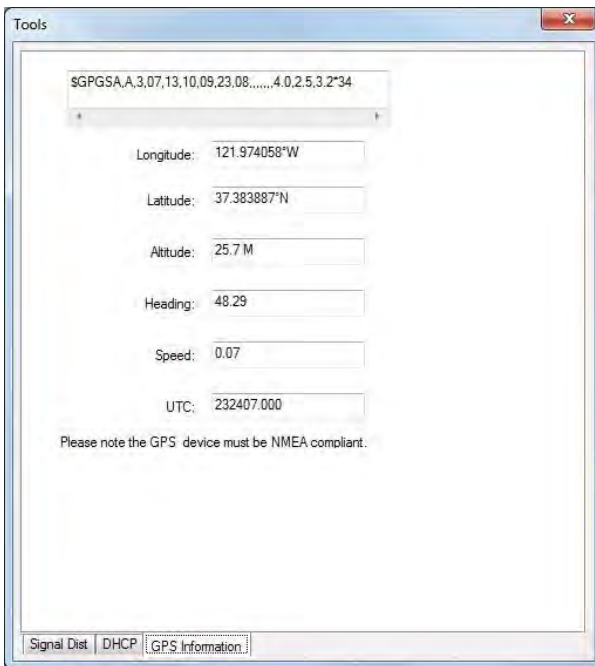 Tools
$GPGSA,A,3,07,13,10,09,23,08,,,,,,,4.0,2.5,3.2*34
Longitude: 121.974058°W
Latitude: 37.383887°N
Altitude: 25.7 M
Heading: 48.29
Speed: 0.07
UTC: 232407.000
Please note the GPS device must be NMEA compliant.
Signal Dist DHCP GPS Information